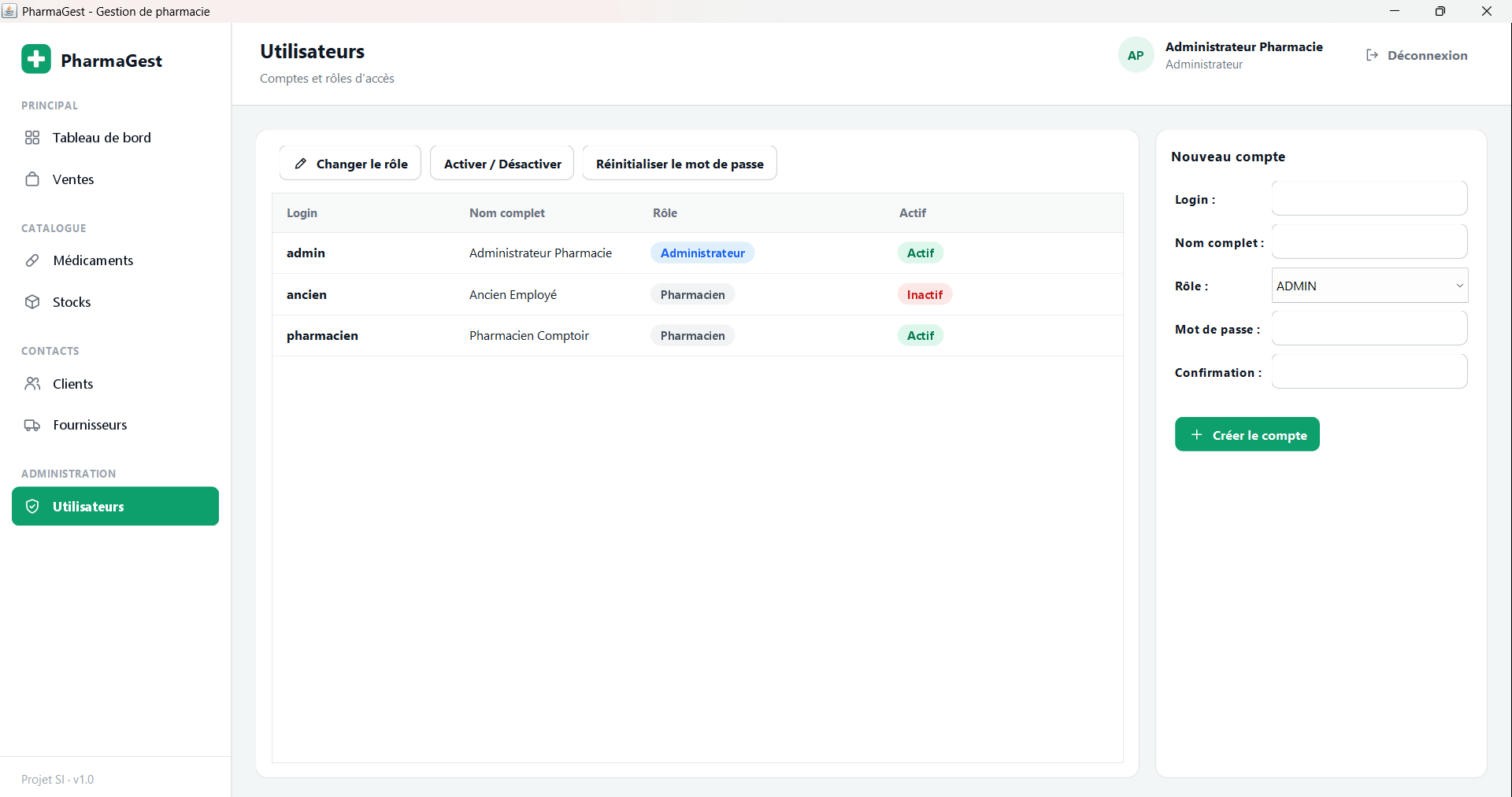 PharmaGest - Gestion de pharmacie
PharmaGest
PRINCIPAL
Tableau de bord
Ventes
CATALOGUE
Médicaments
Stocks
CONTACTS
Clients
Fournisseurs
ADMINISTRATION
Utilisateurs
Projet SI - v1.0
Utilisateurs
Comptes et rôles d'accès
AP
Administrateur Pharmacie
Administrateur
Déconnexion
Changer le rôle
Activer / Désactiver
Réinitialiser le mot de passe
Login Nom complet Rôle Actif
admin Administrateur Pharmacie Administrateur Actif
ancien Ancien Employé Pharmacien Inactif
pharmacien Pharmacien Comptoir Pharmacien Actif
Nouveau compte
Login :
Nom complet :
Rôle : ADMIN
Mot de passe :
Confirmation :
Créer le compte